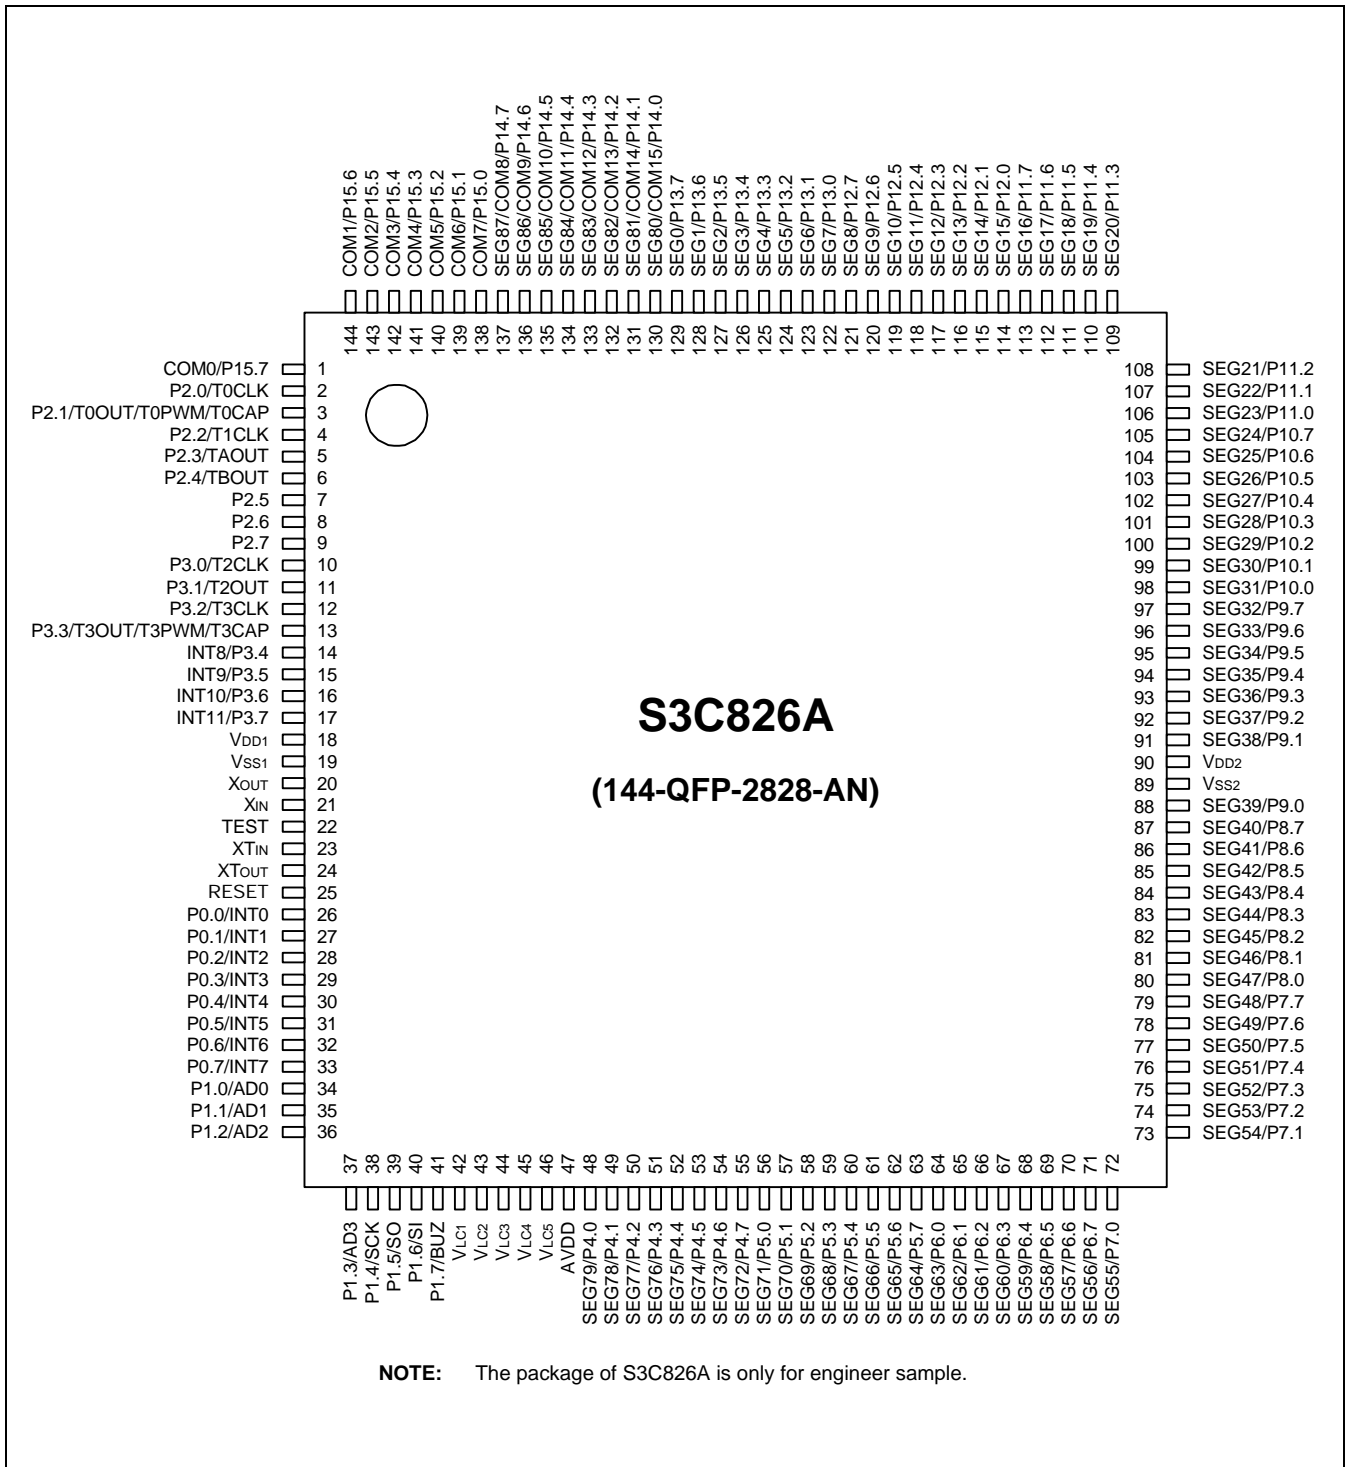 COM1/P15.6
COM2/P15.5
COM3/P15.4
COM4/P15.3
COM5/P15.2
COM6/P15.1
COM7/P15.0
SEG87/COM8/P14.7
SEG86/COM9/P14.6
SEG85/COM10/P14.5
SEG84/COM11/P14.4
SEG83/COM12/P14.3
SEG82/COM13/P14.2
SEG81/COM14/P14.1
SEG80/COM15/P14.0
SEG0/P13.7
SEG1/P13.6
SEG2/P13.5
SEG3/P13.4
SEG4/P13.3
SEG5/P13.2
SEG6/P13.1
SEG7/P13.0
SEG8/P12.7
SEG9/P12.6
SEG10/P12.5
SEG11/P12.4
SEG12/P12.3
SEG13/P12.2
SEG14/P12.1
SEG15/P12.0
SEG16/P11.7
SEG17/P11.6
SEG18/P11.5
SEG19/P11.4
SEG20/P11.3
144 143 142 141 140 139 138 137 136 135 134 133 132 131 130 129 128 127 126 125 124 123 122 121 120 119 118 117 116 115 114 113 112 111 110 109
COM0/P15.7 1 108 SEG21/P11.2
P2.0/T0CLK 2 107 SEG22/P11.1
P2.1/T0OUT/T0PWM/T0CAP 3 106 SEG23/P11.0
P2.2/T1CLK 4 105 SEG24/P10.7
P2.3/TAOUT 5 104 SEG25/P10.6
P2.4/TBOUT 6 103 SEG26/P10.5
P2.5 7 102 SEG27/P10.4
P2.6 8 101 SEG28/P10.3
P2.7 9 100 SEG29/P10.2
P3.0/T2CLK 10 99 SEG30/P10.1
P3.1/T2OUT 11 98 SEG31/P10.0
P3.2/T3CLK 12 97 SEG32/P9.7
P3.3/T3OUT/T3PWM/T3CAP 13 96 SEG33/P9.6
INT8/P3.4 14 95 SEG34/P9.5
INT9/P3.5 15 94 SEG35/P9.4
INT10/P3.6 16 93 SEG36/P9.3
INT11/P3.7 17 92 SEG37/P9.2
VDD1 18 91 SEG38/P9.1
VSS1 19 90 VDD2
XOUT 20 89 VSS2
XIN 21 88 SEG39/P9.0
TEST 22 87 SEG40/P8.7
XTIN 23 86 SEG41/P8.6
XTOUT 24 85 SEG42/P8.5
RESET 25 84 SEG43/P8.4
P0.0/INT0 26 83 SEG44/P8.3
P0.1/INT1 27 82 SEG45/P8.2
P0.2/INT2 28 81 SEG46/P8.1
P0.3/INT3 29 80 SEG47/P8.0
P0.4/INT4 30 79 SEG48/P7.7
P0.5/INT5 31 78 SEG49/P7.6
P0.6/INT6 32 77 SEG50/P7.5
P0.7/INT7 33 76 SEG51/P7.4
P1.0/AD0 34 75 SEG52/P7.3
P1.1/AD1 35 74 SEG53/P7.2
P1.2/AD2 36 73 SEG54/P7.1
S3C826A
(144-QFP-2828-AN)
37 38 39 40 41 42 43 44 45 46 47 48 49 50 51 52 53 54 55 56 57 58 59 60 61 62 63 64 65 66 67 68 69 70 71 72
P1.3/AD3
P1.4/SCK
P1.5/SO
P1.6/SI
P1.7/BUZ
VLC1
VLC2
VLC3
VLC4
VLC5
AVDD
SEG79/P4.0
SEG78/P4.1
SEG77/P4.2
SEG76/P4.3
SEG75/P4.4
SEG74/P4.5
SEG73/P4.6
SEG72/P4.7
SEG71/P5.0
SEG70/P5.1
SEG69/P5.2
SEG68/P5.3
SEG67/P5.4
SEG66/P5.5
SEG65/P5.6
SEG64/P5.7
SEG63/P6.0
SEG62/P6.1
SEG61/P6.2
SEG60/P6.3
SEG59/P6.4
SEG58/P6.5
SEG57/P6.6
SEG56/P6.7
SEG55/P7.0
NOTE: The package of S3C826A is only for engineer sample.